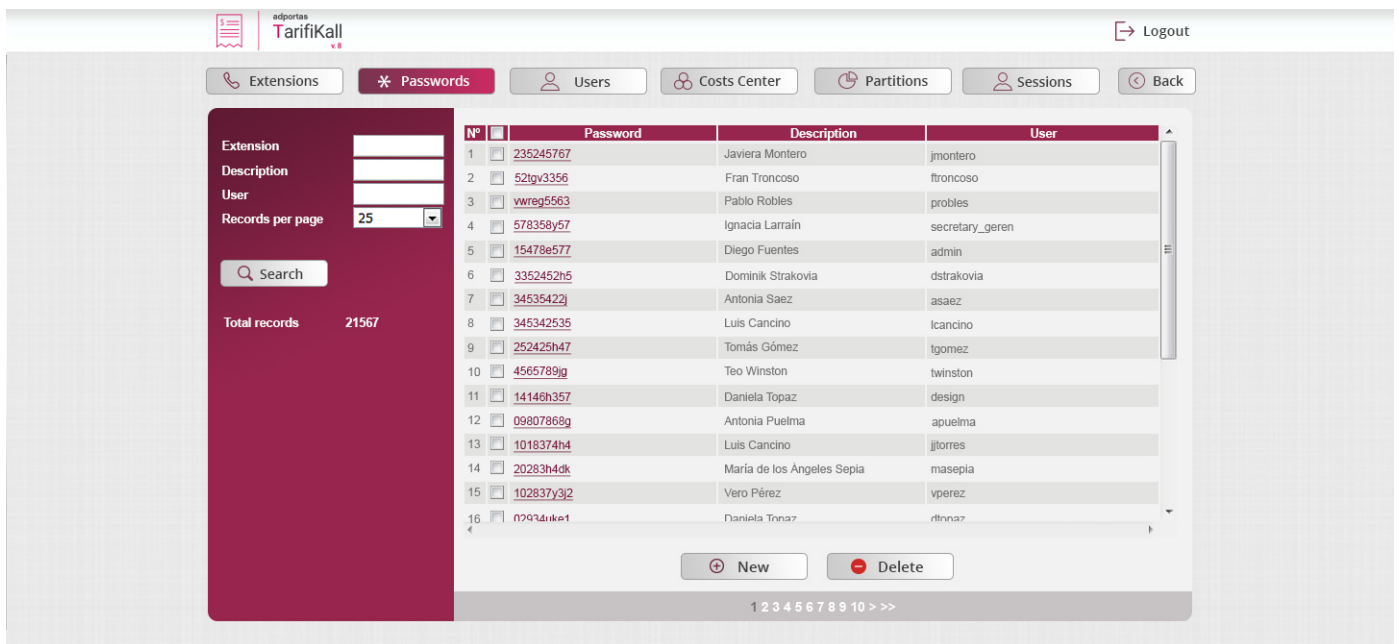 adportas
TarifiKall
v. 8
Logout
Extensions Passwords Users Costs Center Partitions Sessions Back
Extension
Description
User
Records per page 25
Search
Total records 21567
Nº Password Description User
1 235245767 Javiera Montero jmontero
2 52tgv3356 Fran Troncoso ftroncoso
3 vwreg5563 Pablo Robles probles
4 578358y57 Ignacia Larraín secretary_geren
5 15478e577 Diego Fuentes admin
6 3352452h5 Dominik Strakovia dstrakovia
7 34535422j Antonia Saez asaez
8 345342535 Luis Cancino lcancino
9 252425h47 Tomás Gómez tgomez
10 4565789jg Teo Winston twinston
11 14146h357 Daniela Topaz design
12 09807868g Antonia Puelma apuelma
13 1018374h4 Luis Cancino jjtorres
14 20283h4dk María de los Ángeles Sepia masepia
15 102837y3j2 Vero Pérez vperez
16 02934uke1 Daniela Topaz dtopaz
New Delete
1 2 3 4 5 6 7 8 9 10 > >>